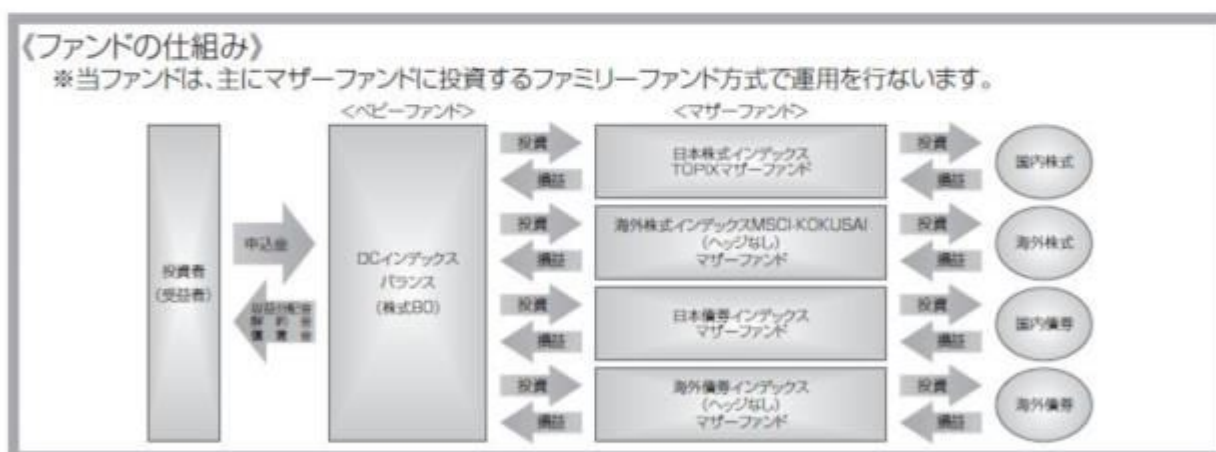 《ファンドの仕組み》
※当ファンドは、主にマザーファンドに投資するファミリーファンド方式で運用を行ないます。
<ベビーファンド>
<マザーファンド>
投資者
(受益者)
申込金
収益分配金
解約金
償還金
DCインデックス
バランス
(株式80)
投資
損益
日本株式インデックス
TOPIXマザーファンド
投資
損益
国内株式
投資
損益
海外株式インデックスMSCI-KOKUSAI
(ヘッジなし)
マザーファンド
投資
損益
海外株式
投資
損益
日本債券インデックス
マザーファンド
投資
損益
国内債券
投資
損益
海外債券インデックス
(ヘッジなし)
マザーファンド
投資
損益
海外債券